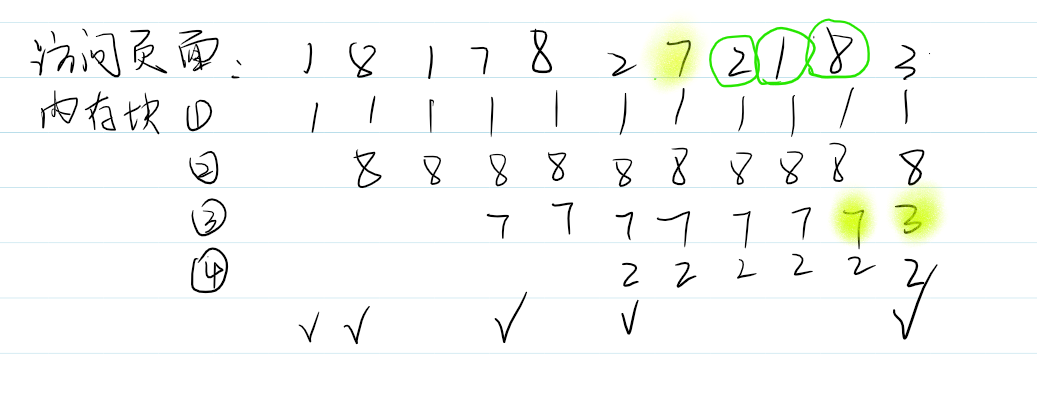 访问页面: 1 8 1 7 8 2 7 2 1 8 3
内存块 ① 1 1 1 1 1 1 1 1 1 1 1
② 8 8 8 8 8 8 8 8 8 8
③ 7 7 7 7 7 7 7 3
④ 2 2 2 2 2 2
√ √ √ √ √